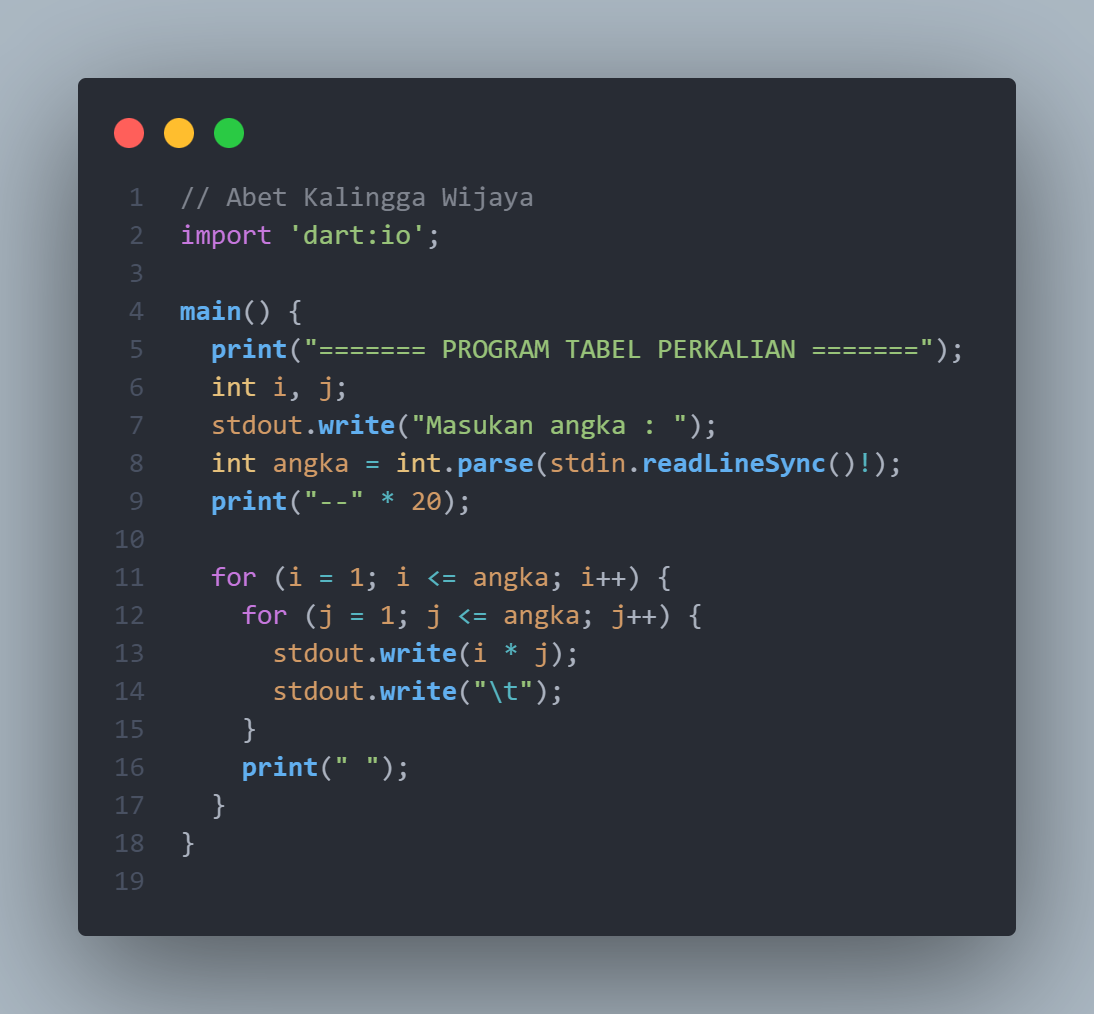 1 // Abet Kalingga Wijaya
2 import 'dart:io';
3
4 main() {
5   print("======= PROGRAM TABEL PERKALIAN =======");
6   int i, j;
7   stdout.write("Masukan angka : ");
8   int angka = int.parse(stdin.readLineSync()!);
9   print("--" * 20);
10
11   for (i = 1; i <= angka; i++) {
12     for (j = 1; j <= angka; j++) {
13       stdout.write(i * j);
14       stdout.write("\t");
15     }
16     print(" ");
17   }
18 }
19